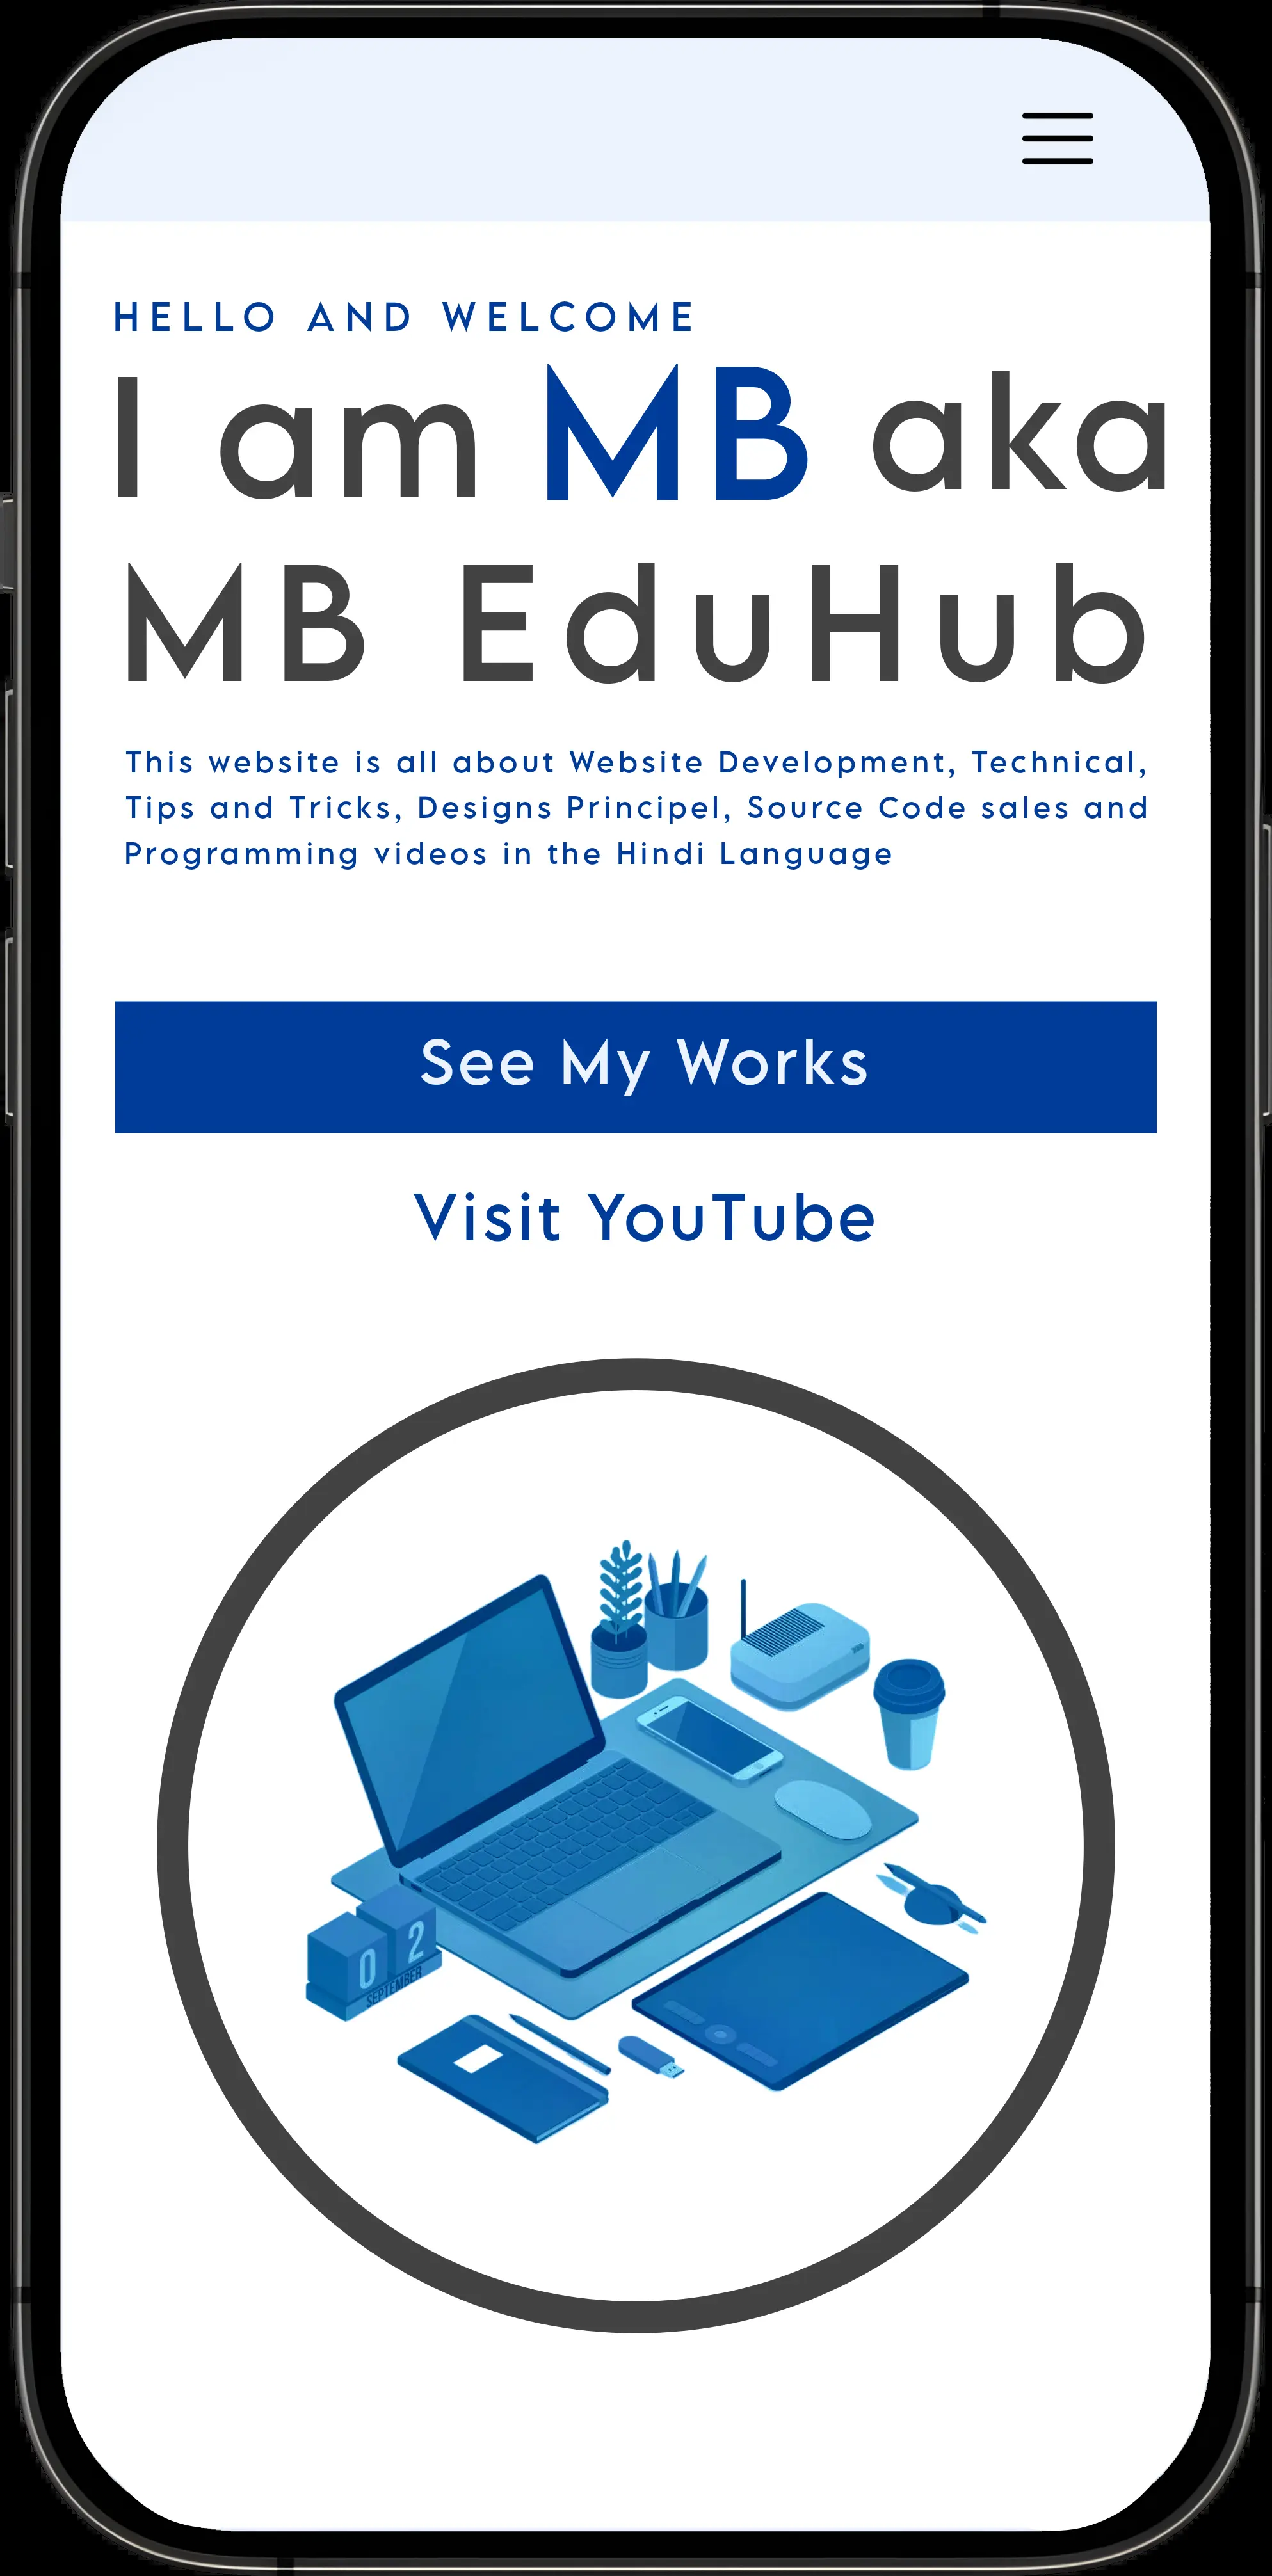 HELLO AND WELCOME
I am MB aka
MB EduHub
This website is all about Website Development, Technical,
Tips and Tricks, Designs Principel, Source Code sales and
Programming videos in the Hindi Language
See My Works
Visit YouTube
0 2
SEPTEMBER